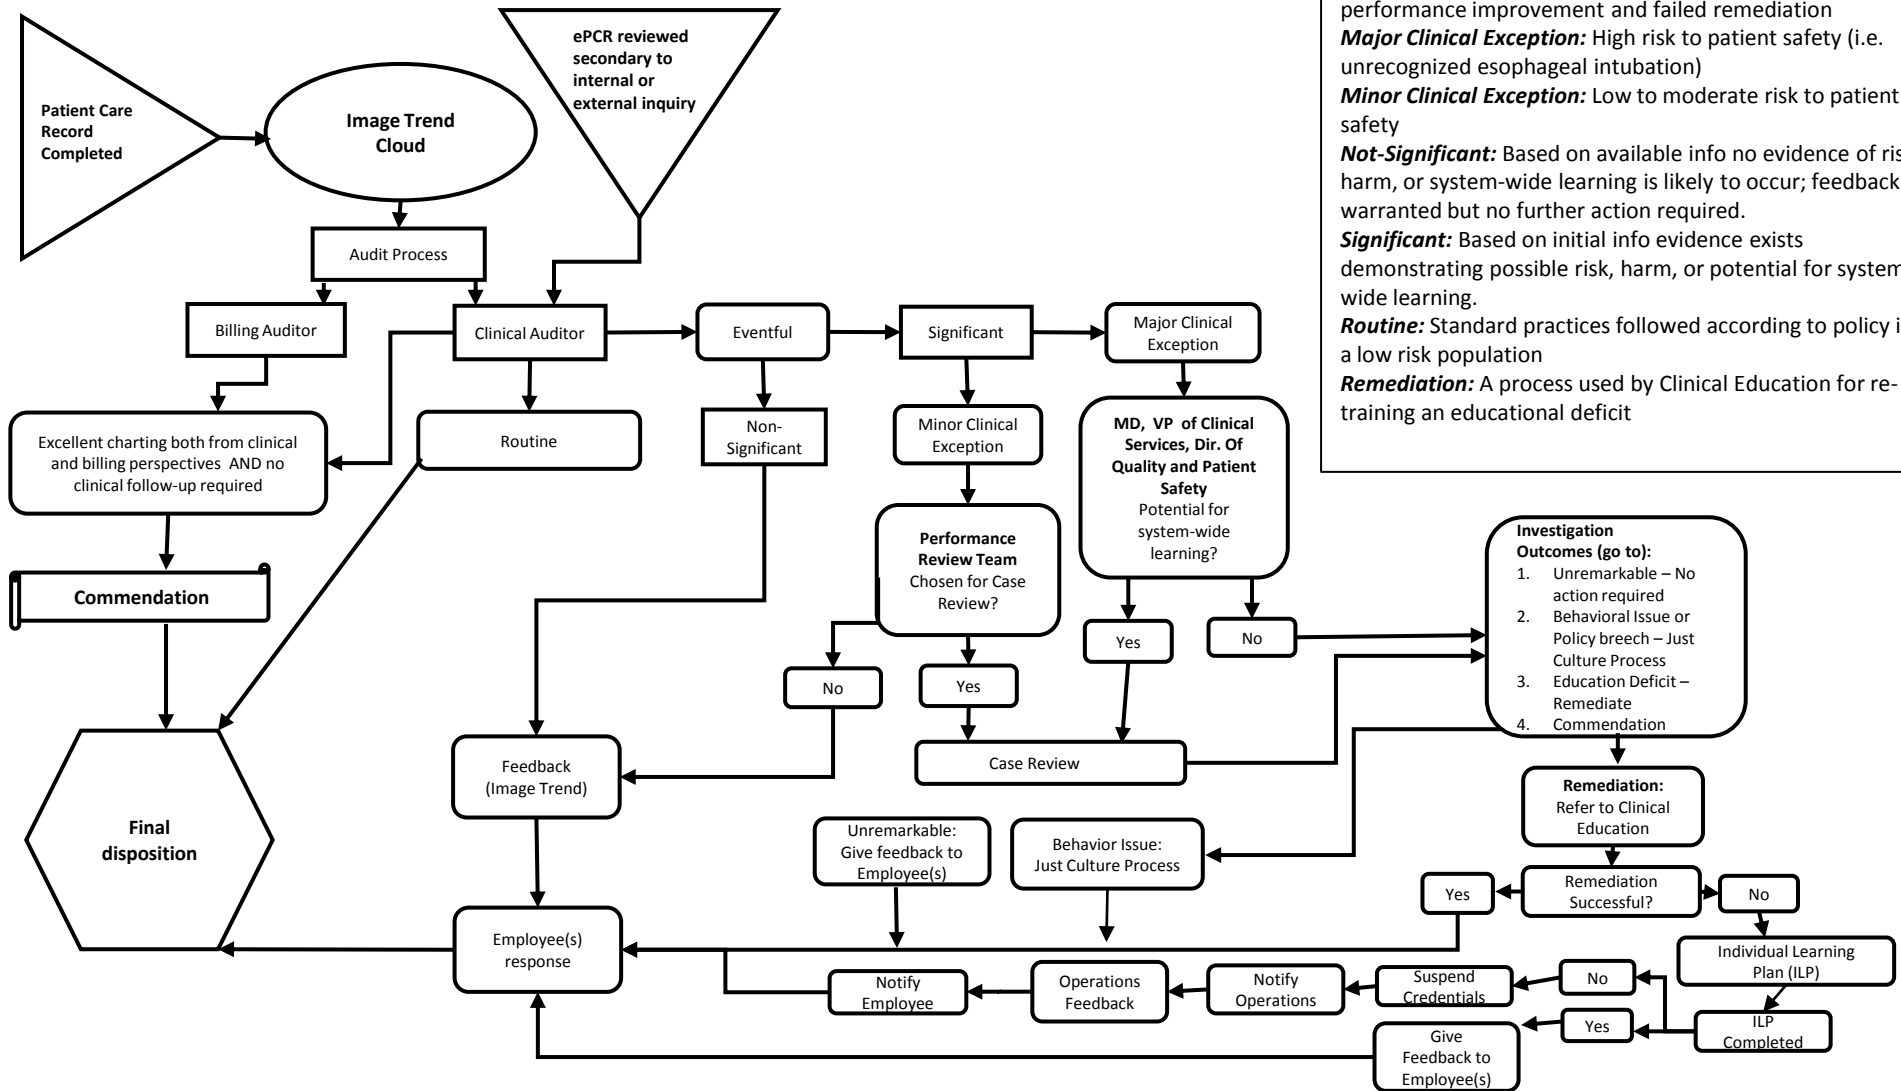 performance improvement and failed remediation
Major Clinical Exception: High risk to patient safety (i.e.
unrecognized esophageal intubation)
Minor Clinical Exception: Low to moderate risk to patient
safety
Not-Significant: Based on available info no evidence of
harm, or system-wide learning is likely to occur; feedback
warranted but no further action required.
Significant: Based on initial info evidence exists
demonstrating possible risk, harm, or potential for system
wide learning.
Routine: Standard practices followed according to policy
a low risk population
Remediation: A process used by Clinical Education for re-
training an educational deficit
Patient Care
Record
Completed
Image Trend
Cloud
ePCR reviewed
secondary to
internal or
external inquiry
Audit Process
Billing Auditor
Clinical Auditor
Eventful
Significant
Major Clinical
Exception
Excellent charting both from clinical
and billing perspectives AND no
clinical follow-up required
Routine
Non-
Significant
Minor Clinical
Exception
MD, VP of Clinical
Services, Dir. Of
Quality and Patient
Safety
Potential for
system-wide
learning?
Commendation
Performance
Review Team
Chosen for Case
Review?
Yes
No
No
Yes
Case Review
Investigation
Outcomes (go to):
1. Unremarkable – No
action required
2. Behavioral Issue or
Policy breech – Just
Culture Process
3. Education Deficit –
Remediate
4. Commendation
Feedback
(Image Trend)
Final
disposition
Unremarkable:
Give feedback to
Employee(s)
Behavior Issue:
Just Culture Process
Remediation:
Refer to Clinical
Education
Yes
Remediation
Successful?
No
Employee(s)
response
Individual Learning
Plan (ILP)
Notify
Employee
Operations
Feedback
Notify
Operations
Suspend
Credentials
No
Yes
ILP
Completed
Give
Feedback to
Employee(s)